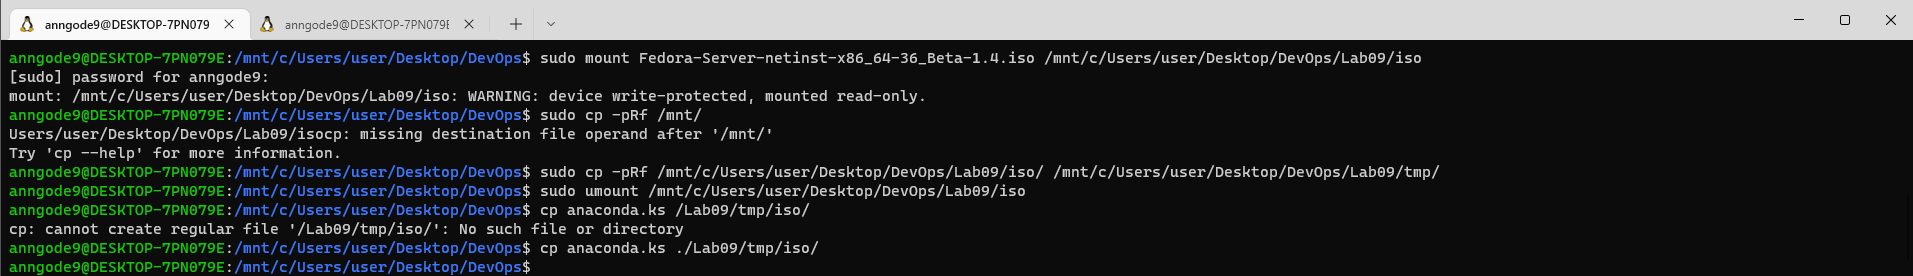 anngode9@DESKTOP-7PN079
anngode9@DESKTOP-7PN079E
anngode9@DESKTOP-7PN079E:/mnt/c/Users/user/Desktop/DevOps$ sudo mount Fedora-Server-netinst-x86_64-36_Beta-1.4.iso /mnt/c/Users/user/Desktop/DevOps/Lab09/iso
[sudo] password for anngode9:
mount: /mnt/c/Users/user/Desktop/DevOps/Lab09/iso: WARNING: device write-protected, mounted read-only.
anngode9@DESKTOP-7PN079E:/mnt/c/Users/user/Desktop/DevOps$ sudo cp -pRf /mnt/
Users/user/Desktop/DevOps/Lab09/isocp: missing destination file operand after '/mnt/'
Try 'cp --help' for more information.
anngode9@DESKTOP-7PN079E:/mnt/c/Users/user/Desktop/DevOps$ sudo cp -pRf /mnt/c/Users/user/Desktop/DevOps/Lab09/iso/ /mnt/c/Users/user/Desktop/DevOps/Lab09/tmp/
anngode9@DESKTOP-7PN079E:/mnt/c/Users/user/Desktop/DevOps$ sudo umount /mnt/c/Users/user/Desktop/DevOps/Lab09/iso
anngode9@DESKTOP-7PN079E:/mnt/c/Users/user/Desktop/DevOps$ cp anaconda.ks /Lab09/tmp/iso/
cp: cannot create regular file '/Lab09/tmp/iso/': No such file or directory
anngode9@DESKTOP-7PN079E:/mnt/c/Users/user/Desktop/DevOps$ cp anaconda.ks ./Lab09/tmp/iso/
anngode9@DESKTOP-7PN079E:/mnt/c/Users/user/Desktop/DevOps$